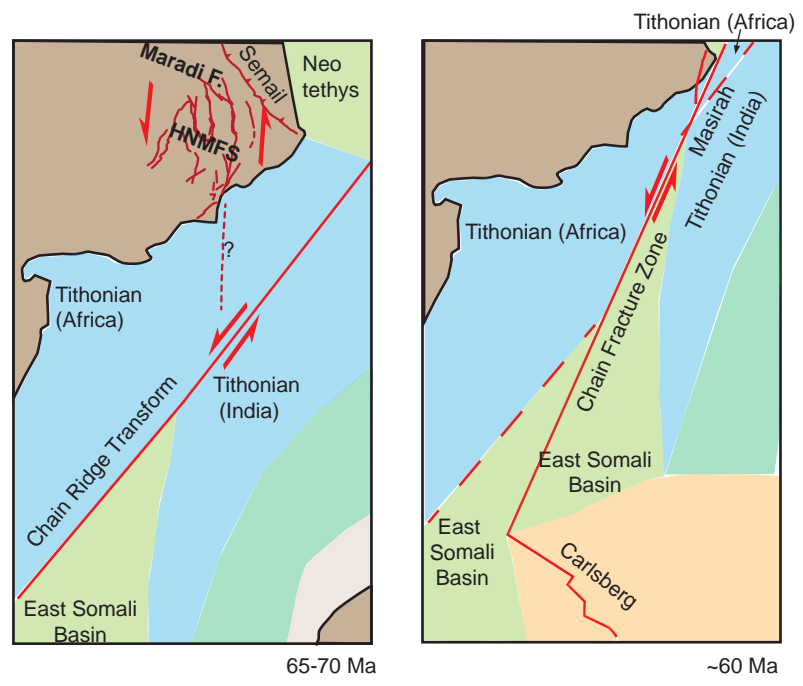 Maradi F.
Semail
Neo
tethys
HNMFS
?
Tithonian
(Africa)
Tithonian
(India)
Chain Ridge Transform
East Somali
Basin
65-70 Ma
Tithonian (Africa)
Masirah
Tithonian (India)
Tithonian (Africa)
Chain Fracture Zone
East Somali
Basin
East
Somali
Basin
Carlsberg
~60 Ma